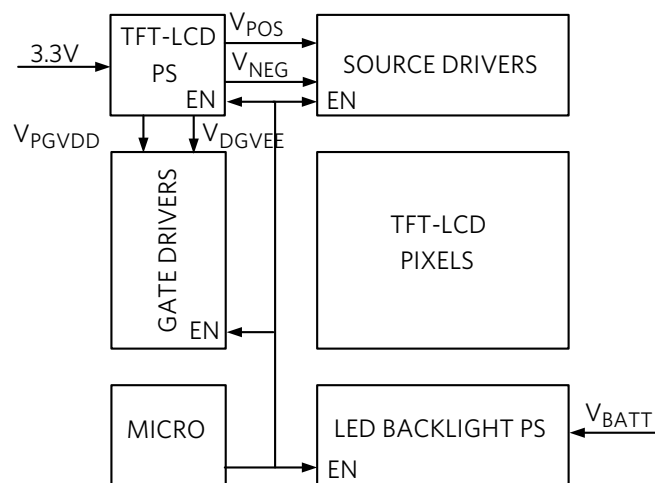 3.3V
TFT-LCD
PS
EN
VPOS
VNEG
SOURCE DRIVERS
EN
VPGVDD
VDGVEE
GATE DRIVERS
EN
TFT-LCD
PIXELS
MICRO
LED BACKLIGHT PS
EN
VBATT